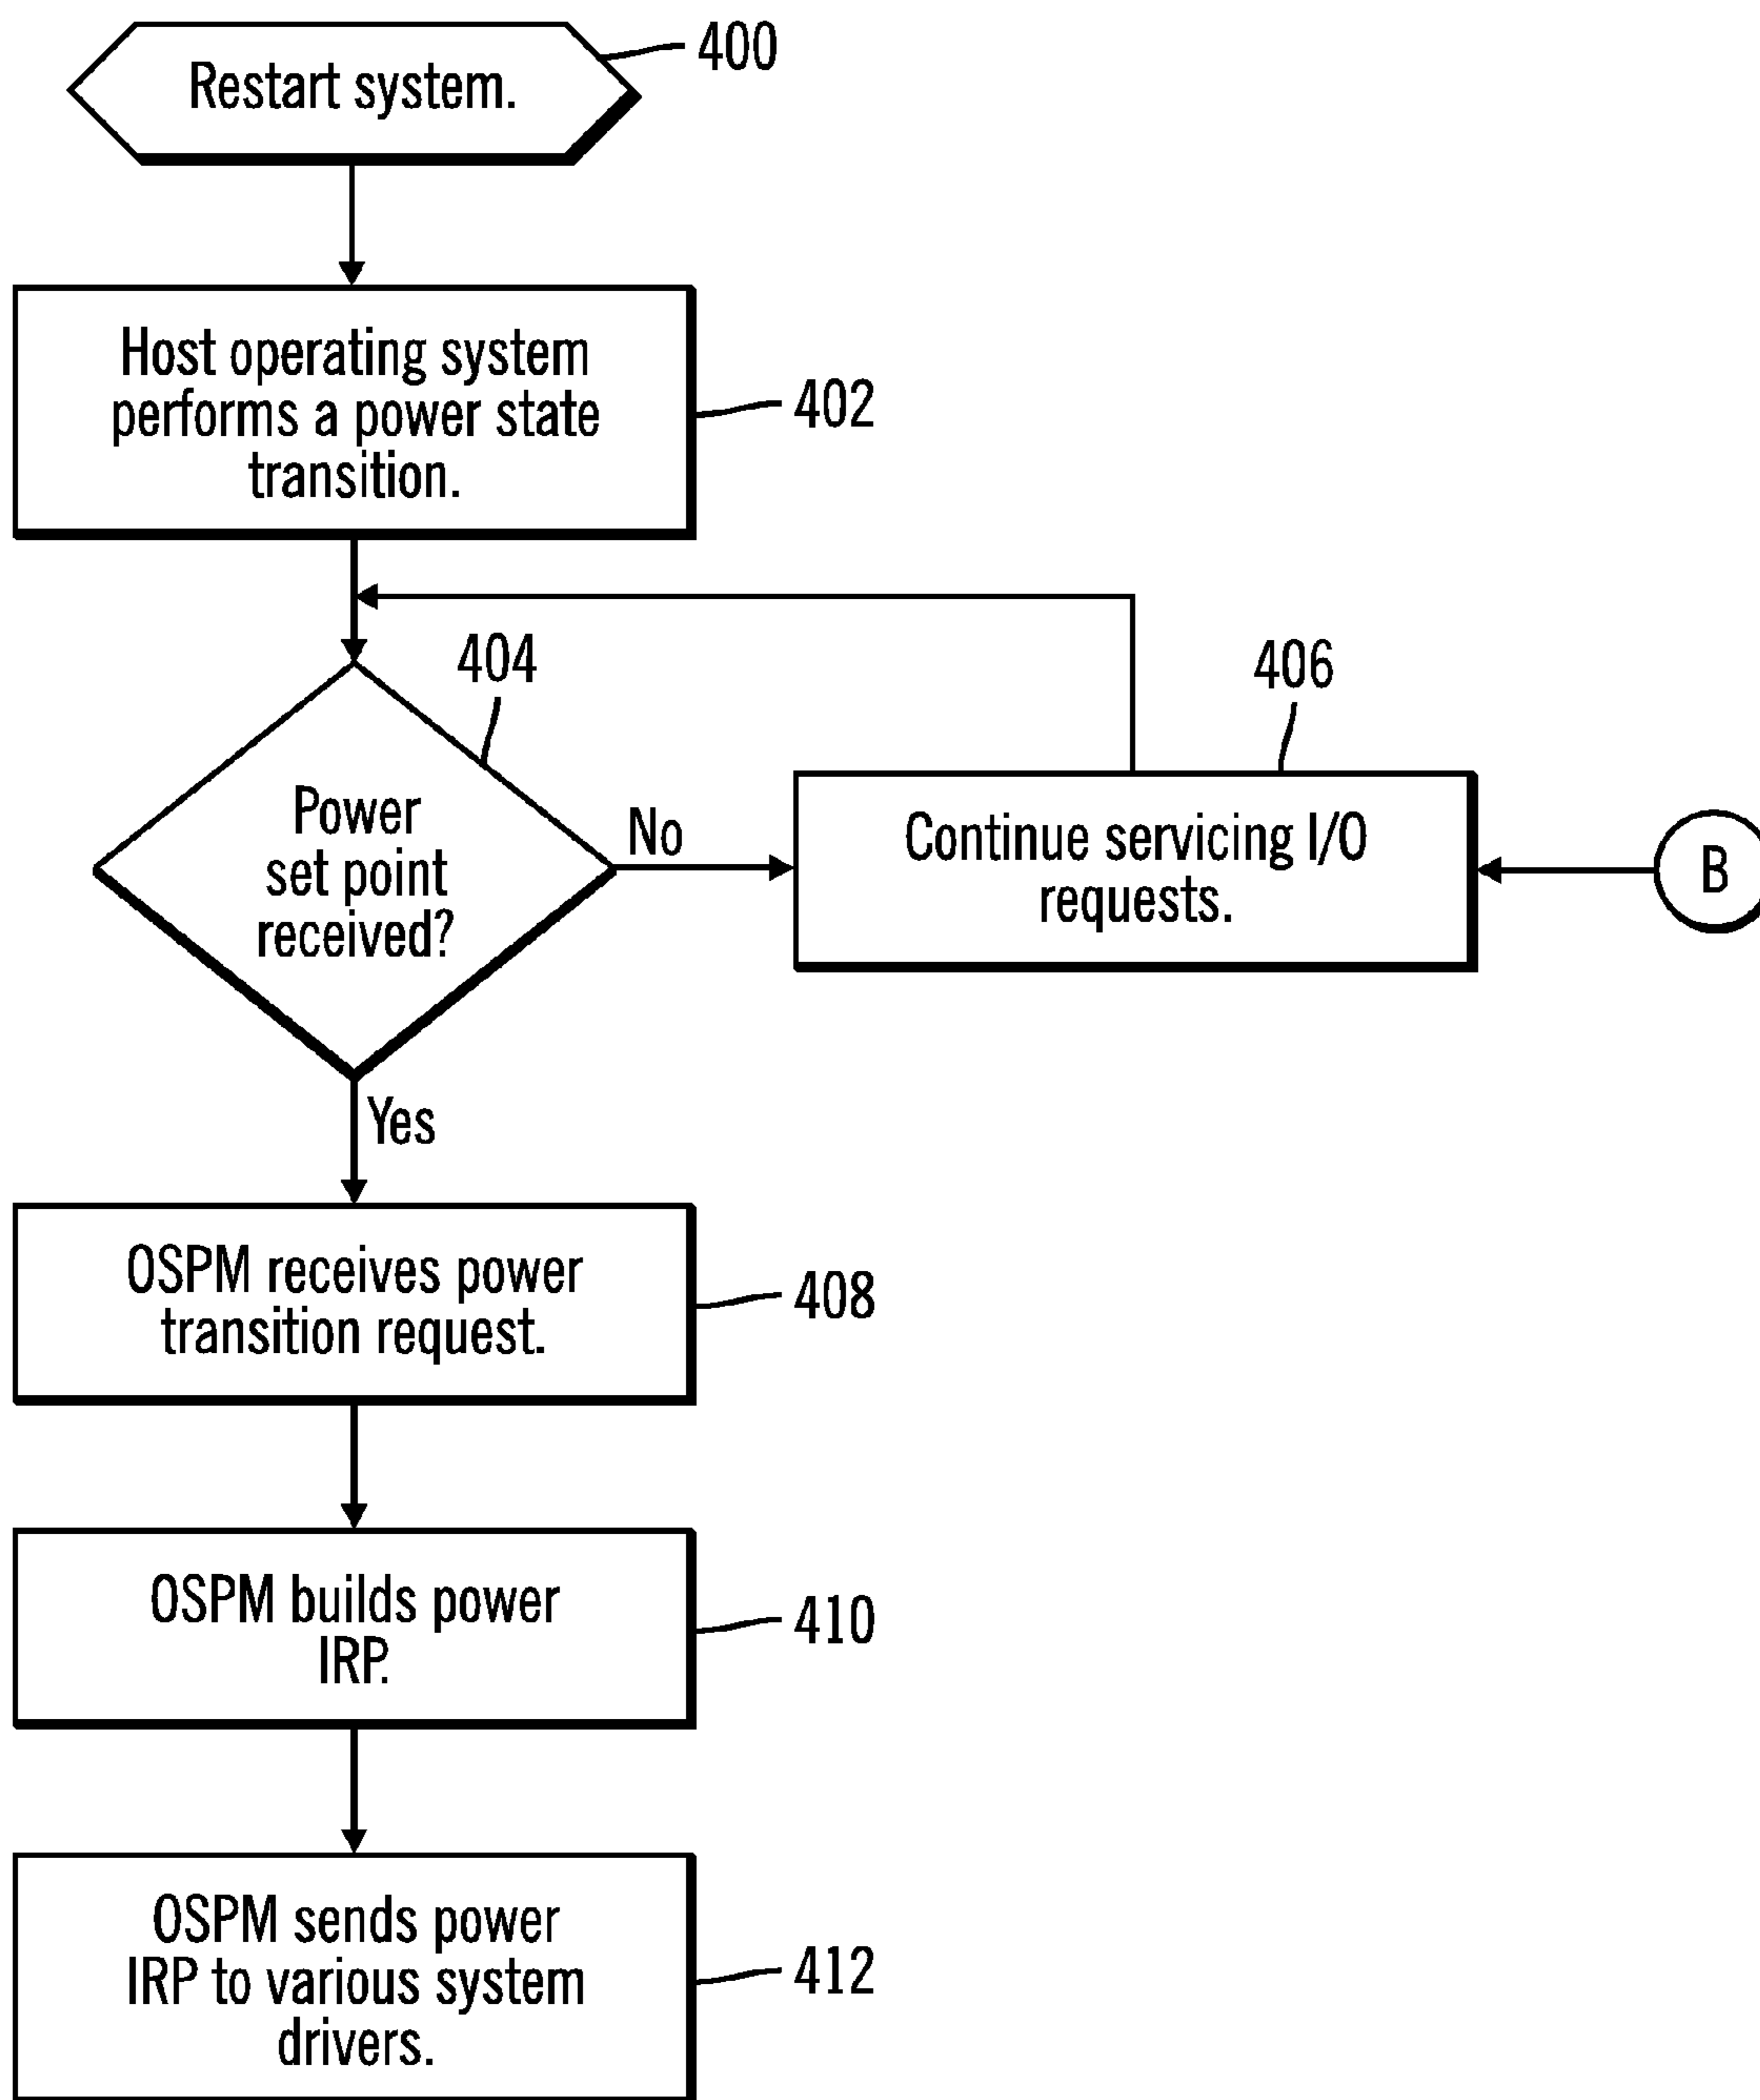 Restart system.
400
Host operating system
performs a power state
transition.
402
404
Power
set point
received?
No
406
Continue servicing I/O
requests.
B
Yes
OSPM receives power
transition request.
408
OSPM builds power
IRP.
410
OSPM sends power
IRP to various system
drivers.
412